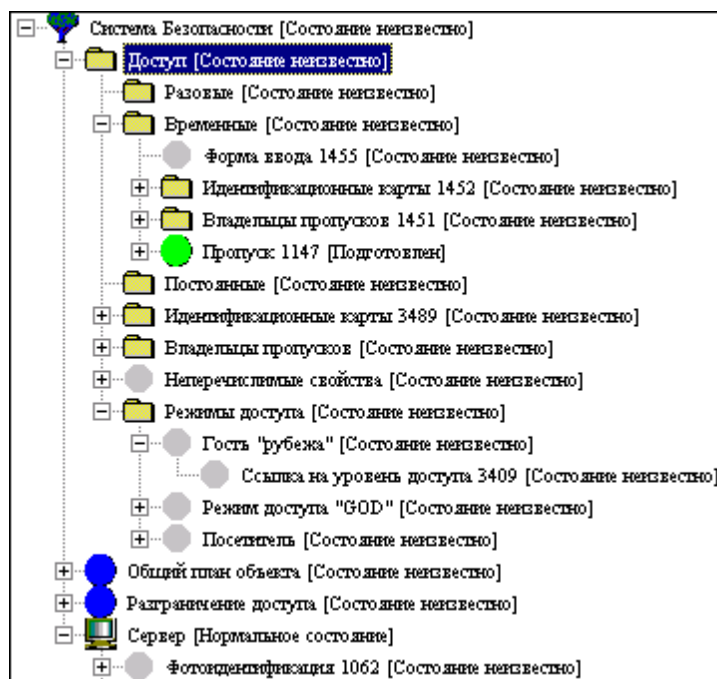 Система Безопасности [Состояние неизвестно]
Доступ [Состояние неизвестно]
Разовые [Состояние неизвестно]
Временные [Состояние неизвестно]
Форма ввода 1455 [Состояние неизвестно]
Идентификационные карты 1452 [Состояние неизвестно]
Владельцы пропусков 1451 [Состояние неизвестно]
Пропуск 1147 [Подготовлен]
Постоянные [Состояние неизвестно]
Идентификационные карты 3489 [Состояние неизвестно]
Владельцы пропусков [Состояние неизвестно]
Неперечислимые свойства [Состояние неизвестно]
Режимы доступа [Состояние неизвестно]
Гость "рубежа" [Состояние неизвестно]
Ссылка на уровень доступа 3409 [Состояние неизвестно]
Режим доступа "GOD" [Состояние неизвестно]
Посетитель [Состояние неизвестно]
Общий план объекта [Состояние неизвестно]
Разграничение доступа [Состояние неизвестно]
Сервер [Нормальное состояние]
Фотоидентификация 1062 [Состояние неизвестно]